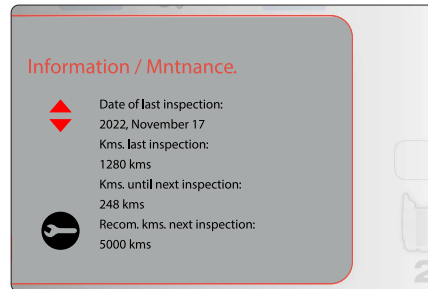 Information / Mntnance.
Date of last inspection:
2022, November 17
Kms. last inspection:
1280 kms
Kms. until next inspection:
248 kms
Recom. kms. next inspection:
5000 kms
2